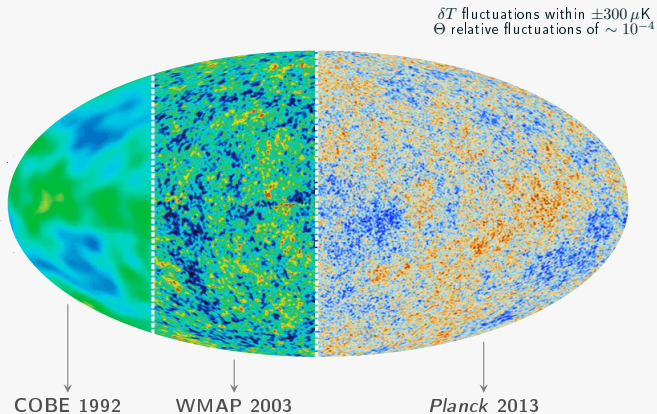 δT fluctuations within ±300 μK
Θ relative fluctuations of ∼ 10⁻⁴
COBE 1992 WMAP 2003 Planck 2013